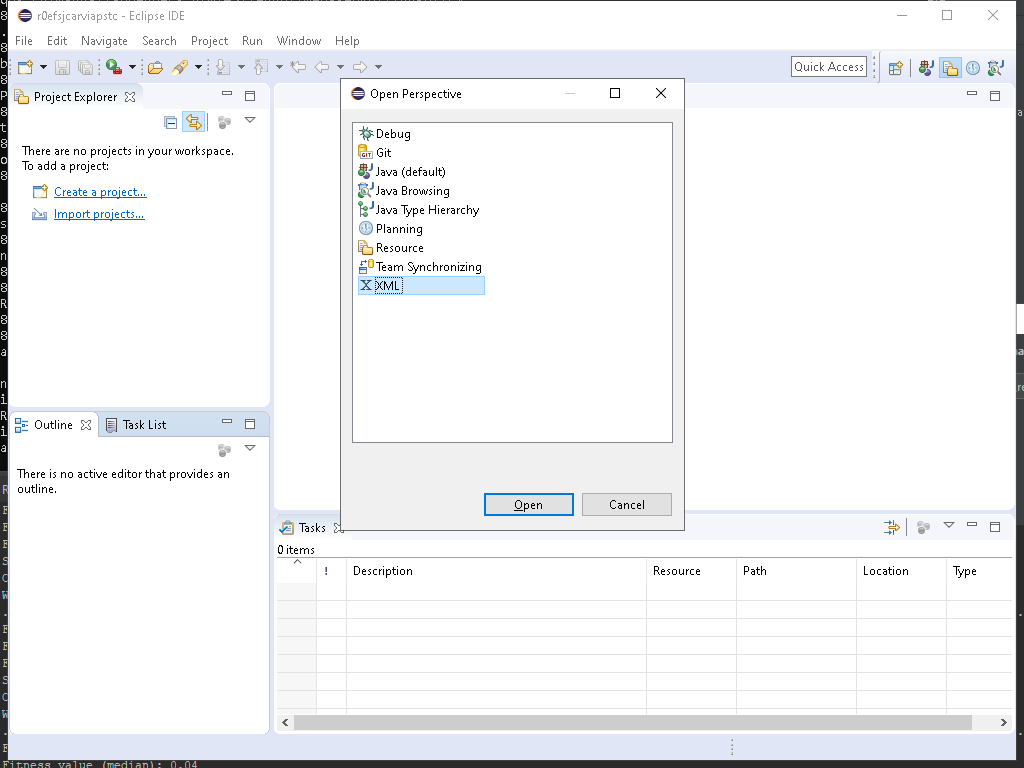 r0efsjcarviapstc - Eclipse IDE
File Edit Navigate Search Project Run Window Help
Quick Access
Project Explorer
There are no projects in your workspace.
To add a project:
Create a project...
Import projects...
Outline
Task List
There is no active editor that provides an
outline.
Open Perspective
Debug
Git
Java (default)
Java Browsing
Java Type Hierarchy
Planning
Resource
Team Synchronizing
XML
Open
Cancel
Tasks
0 items
! Description Resource Path Location Type
Fitness value (median): 0.04